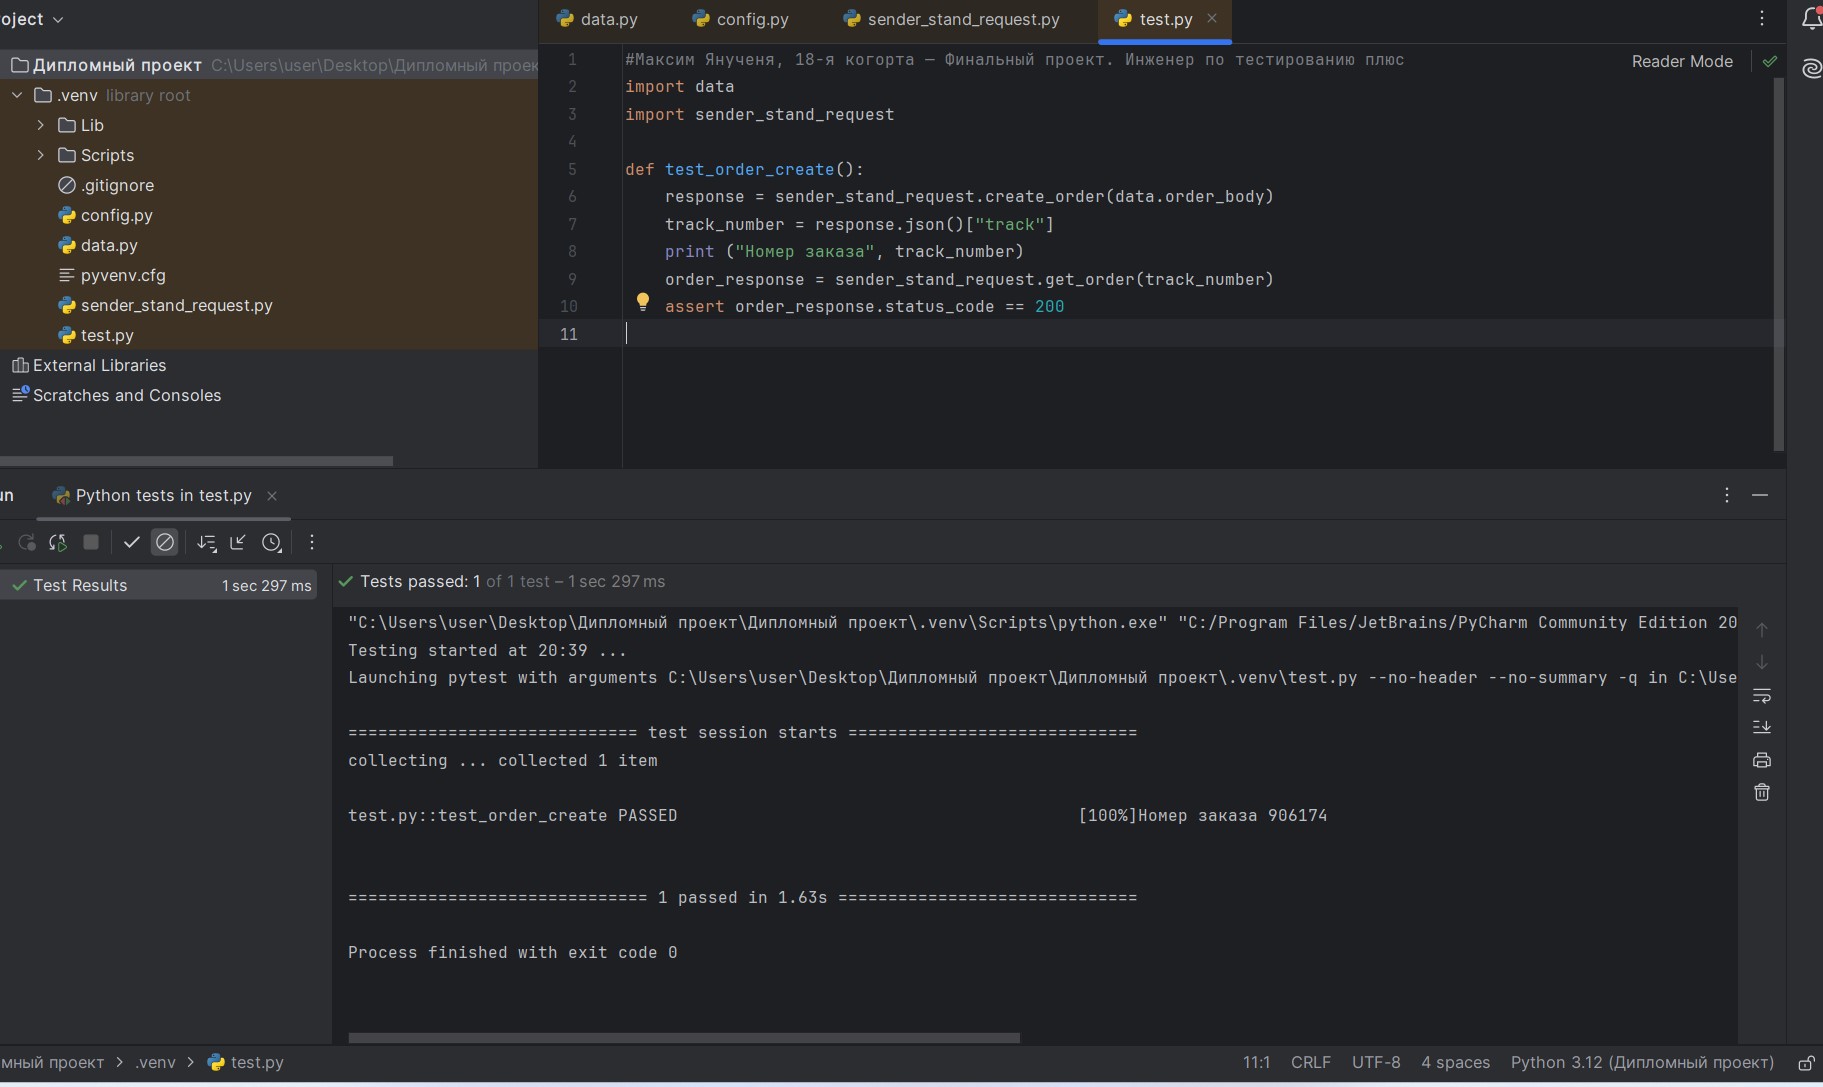 oject
data.py
config.py
sender_stand_request.py
test.py
Дипломный проект C:\Users\user\Desktop\Дипломный проек
.venv library root
Lib
Scripts
.gitignore
config.py
data.py
pyvenv.cfg
sender_stand_request.py
test.py
External Libraries
Scratches and Consoles
1 #Максим Янученя, 18-я когорта — Финальный проект. Инженер по тестированию плюс
Reader Mode
2 import data
3 import sender_stand_request
4
5 def test_order_create():
6 response = sender_stand_request.create_order(data.order_body)
7 track_number = response.json()["track"]
8 print ("Номер заказа", track_number)
9 order_response = sender_stand_request.get_order(track_number)
10 assert order_response.status_code == 200
11
un
Python tests in test.py
Test Results 1 sec 297 ms
Tests passed: 1 of 1 test – 1 sec 297 ms
"C:\Users\user\Desktop\Дипломный проект\Дипломный проект\.venv\Scripts\python.exe" "C:/Program Files/JetBrains/PyCharm Community Edition 20
Testing started at 20:39 ...
Launching pytest with arguments C:\Users\user\Desktop\Дипломный проект\Дипломный проект\.venv\test.py --no-header --no-summary -q in C:\Use
============================= test session starts =============================
collecting ... collected 1 item
test.py::test_order_create PASSED [100%]Номер заказа 906174
============================== 1 passed in 1.63s ==============================
Process finished with exit code 0
мный проект > .venv > test.py
11:1 CRLF UTF-8 4 spaces Python 3.12 (Дипломный проект)